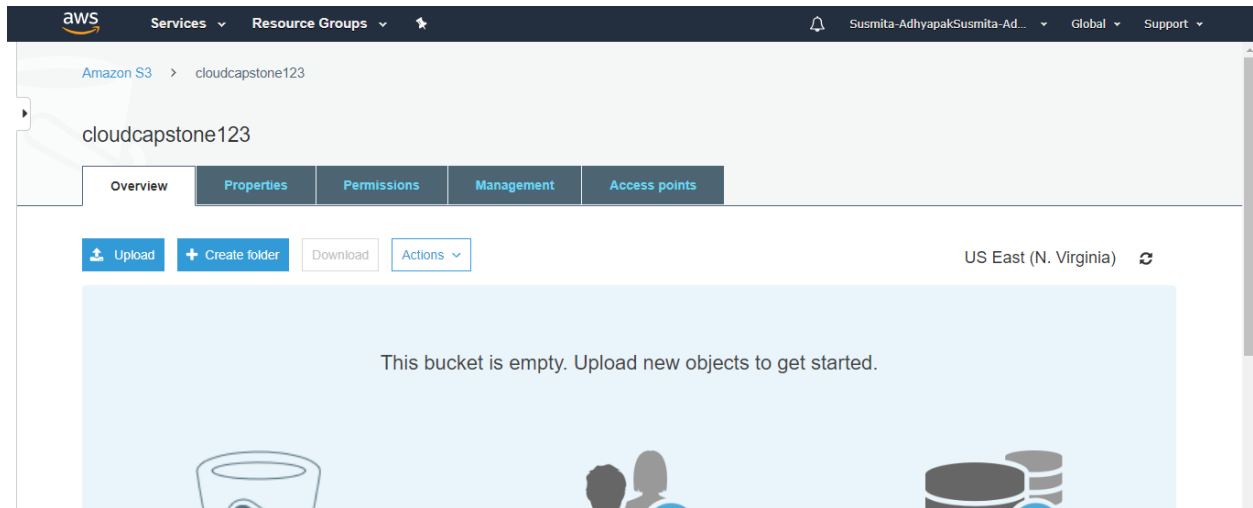 aws Services Resource Groups Susmita-AdhyapakSusmita-Ad... Global Support
Amazon S3 > cloudcapstone123
cloudcapstone123
Overview Properties Permissions Management Access points
Upload + Create folder Download Actions US East (N. Virginia)
This bucket is empty. Upload new objects to get started.